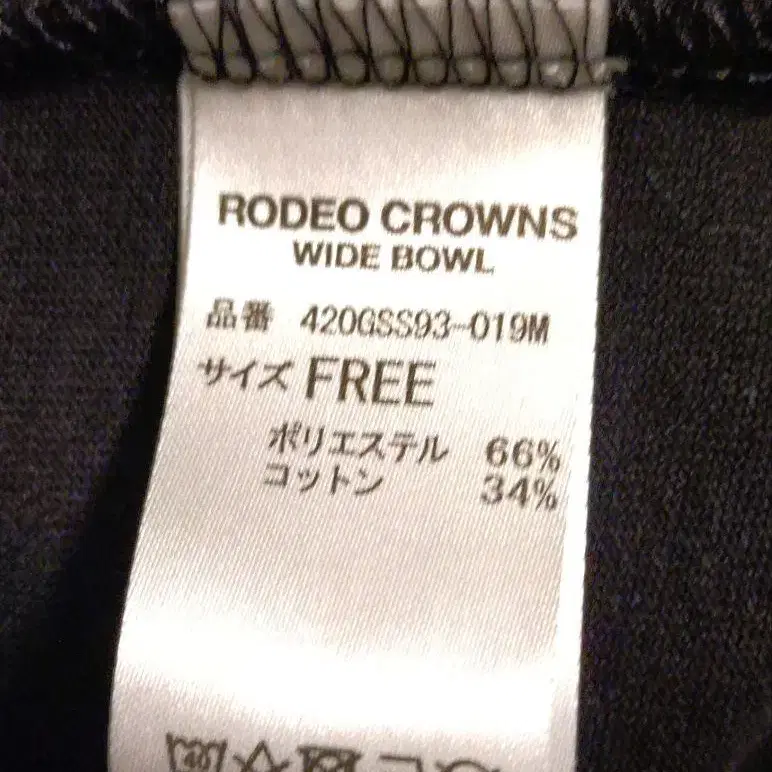 RODEO CROWNS
WIDE BOWL
品番 420GSS93-019M
サイズ FREE
ポリエステル 66%
コットン 34%
40